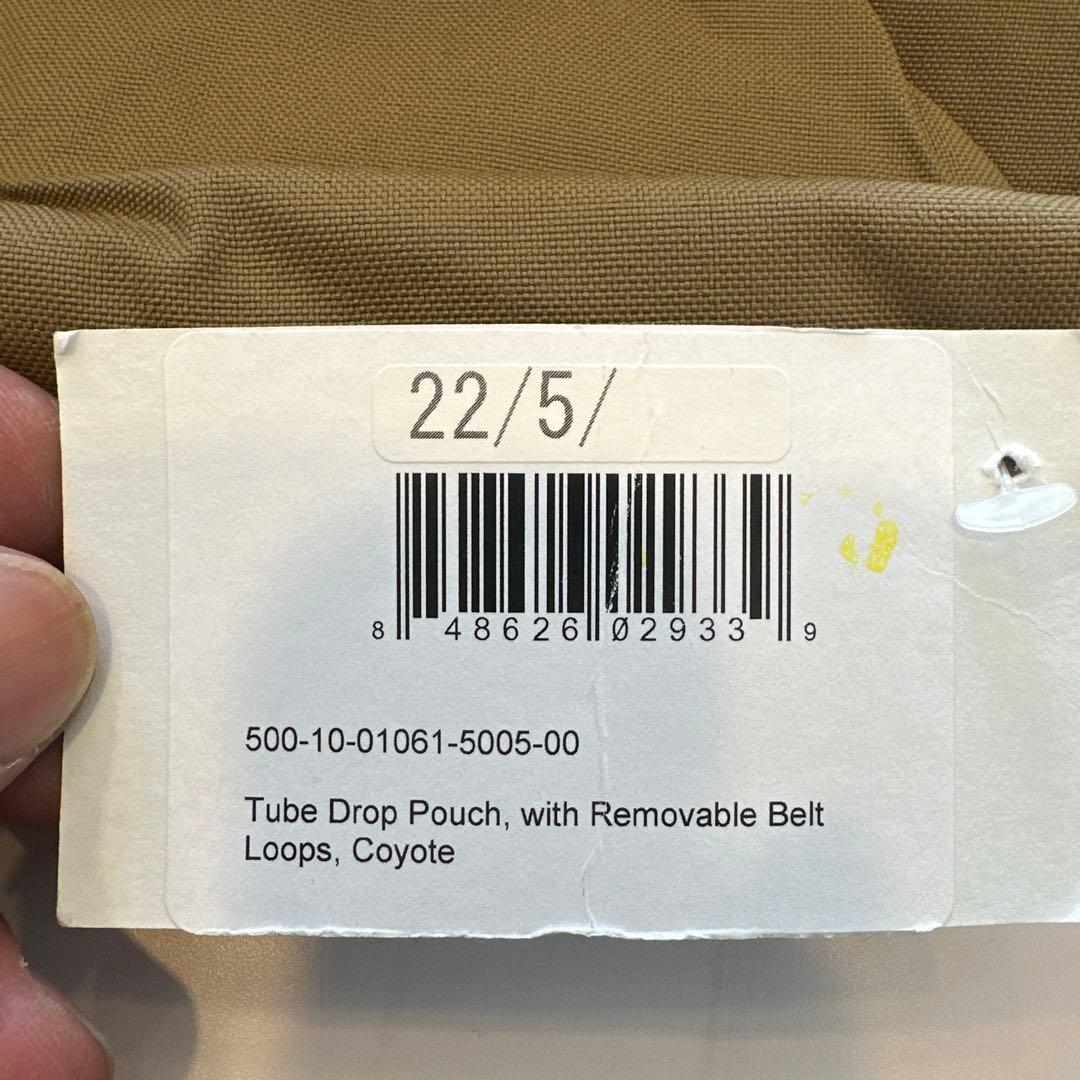 22/5/
8 48626 02933 9
500-10-01061-5005-00
Tube Drop Pouch, with Removable Belt
Loops, Coyote